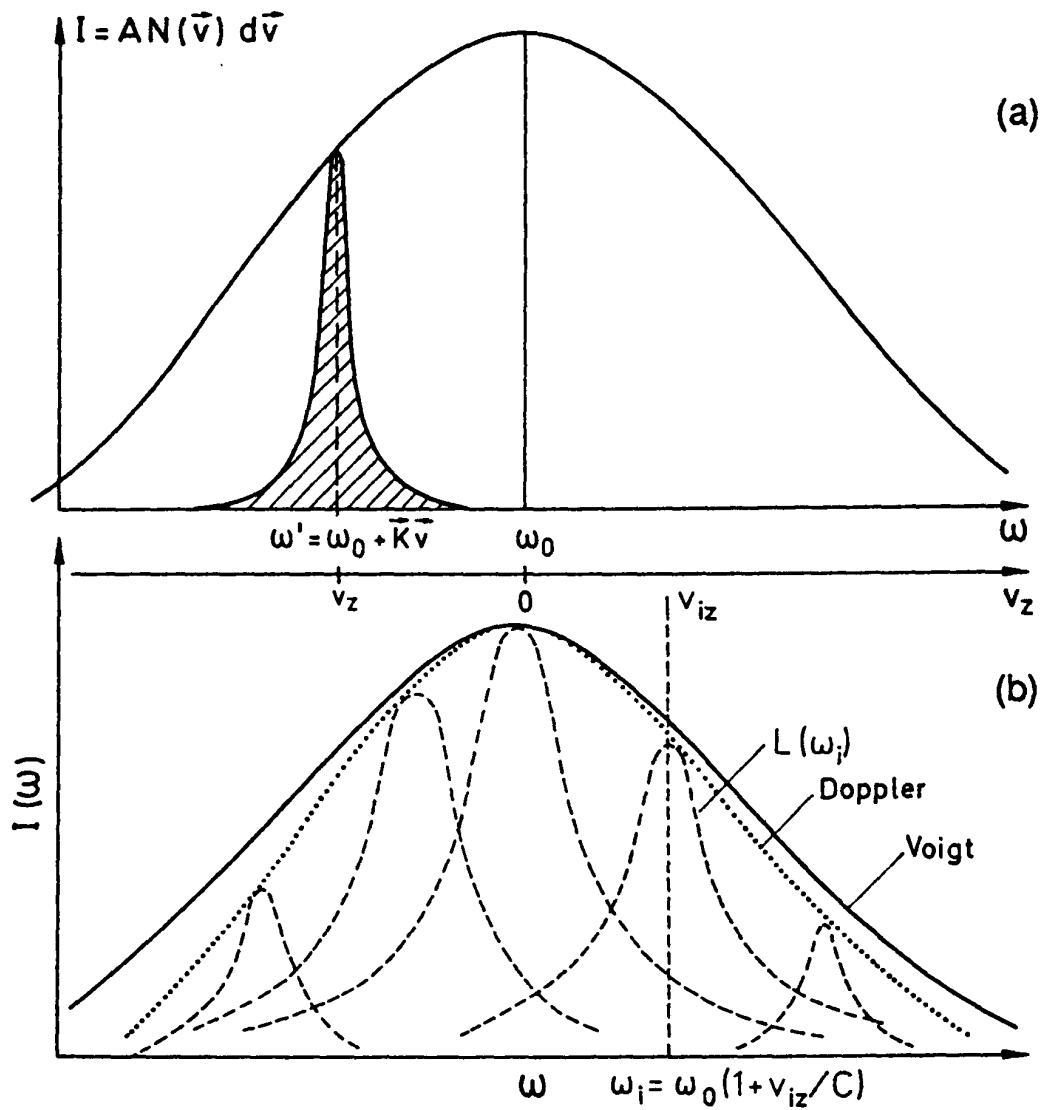 I = AN(v⃗) dv⃗
(a)
ω' = ω₀ + K⃗v⃗
ω₀
ω
v_z
0
v_iz
v_z
(b)
I(ω)
L(ω_i)
Doppler
Voigt
ω
ω_i = ω₀(1+v_iz/C)